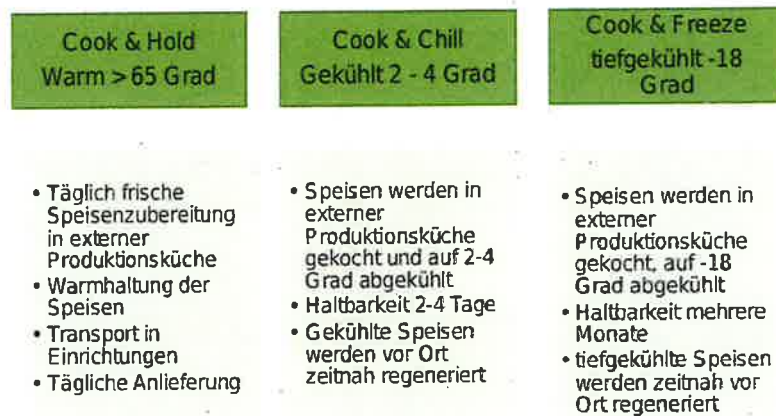 Cook & Hold
Warm > 65 Grad
Cook & Chill
Gekühlt 2 - 4 Grad
Cook & Freeze
tiefgekühlt -18
Grad
• Täglich frische
Speisenzubereitung
in externer
Produktionsküche
• Warmhaltung der
Speisen
• Transport in
Einrichtungen
• Tägliche Anlieferung
• Speisen werden in
externer
Produktionsküche
gekocht und auf 2-4
Grad abgekühlt
• Haltbarkeit 2-4 Tage
• Gekühlte Speisen
werden vor Ort
zeitnah regeneriert
• Speisen werden in
externer
Produktionsküche
gekocht, auf -18
Grad abgekühlt
• Haltbarkeit mehrere
Monate
• tiefgekühlte Speisen
werden zeitnah vor
Ort regeneriert